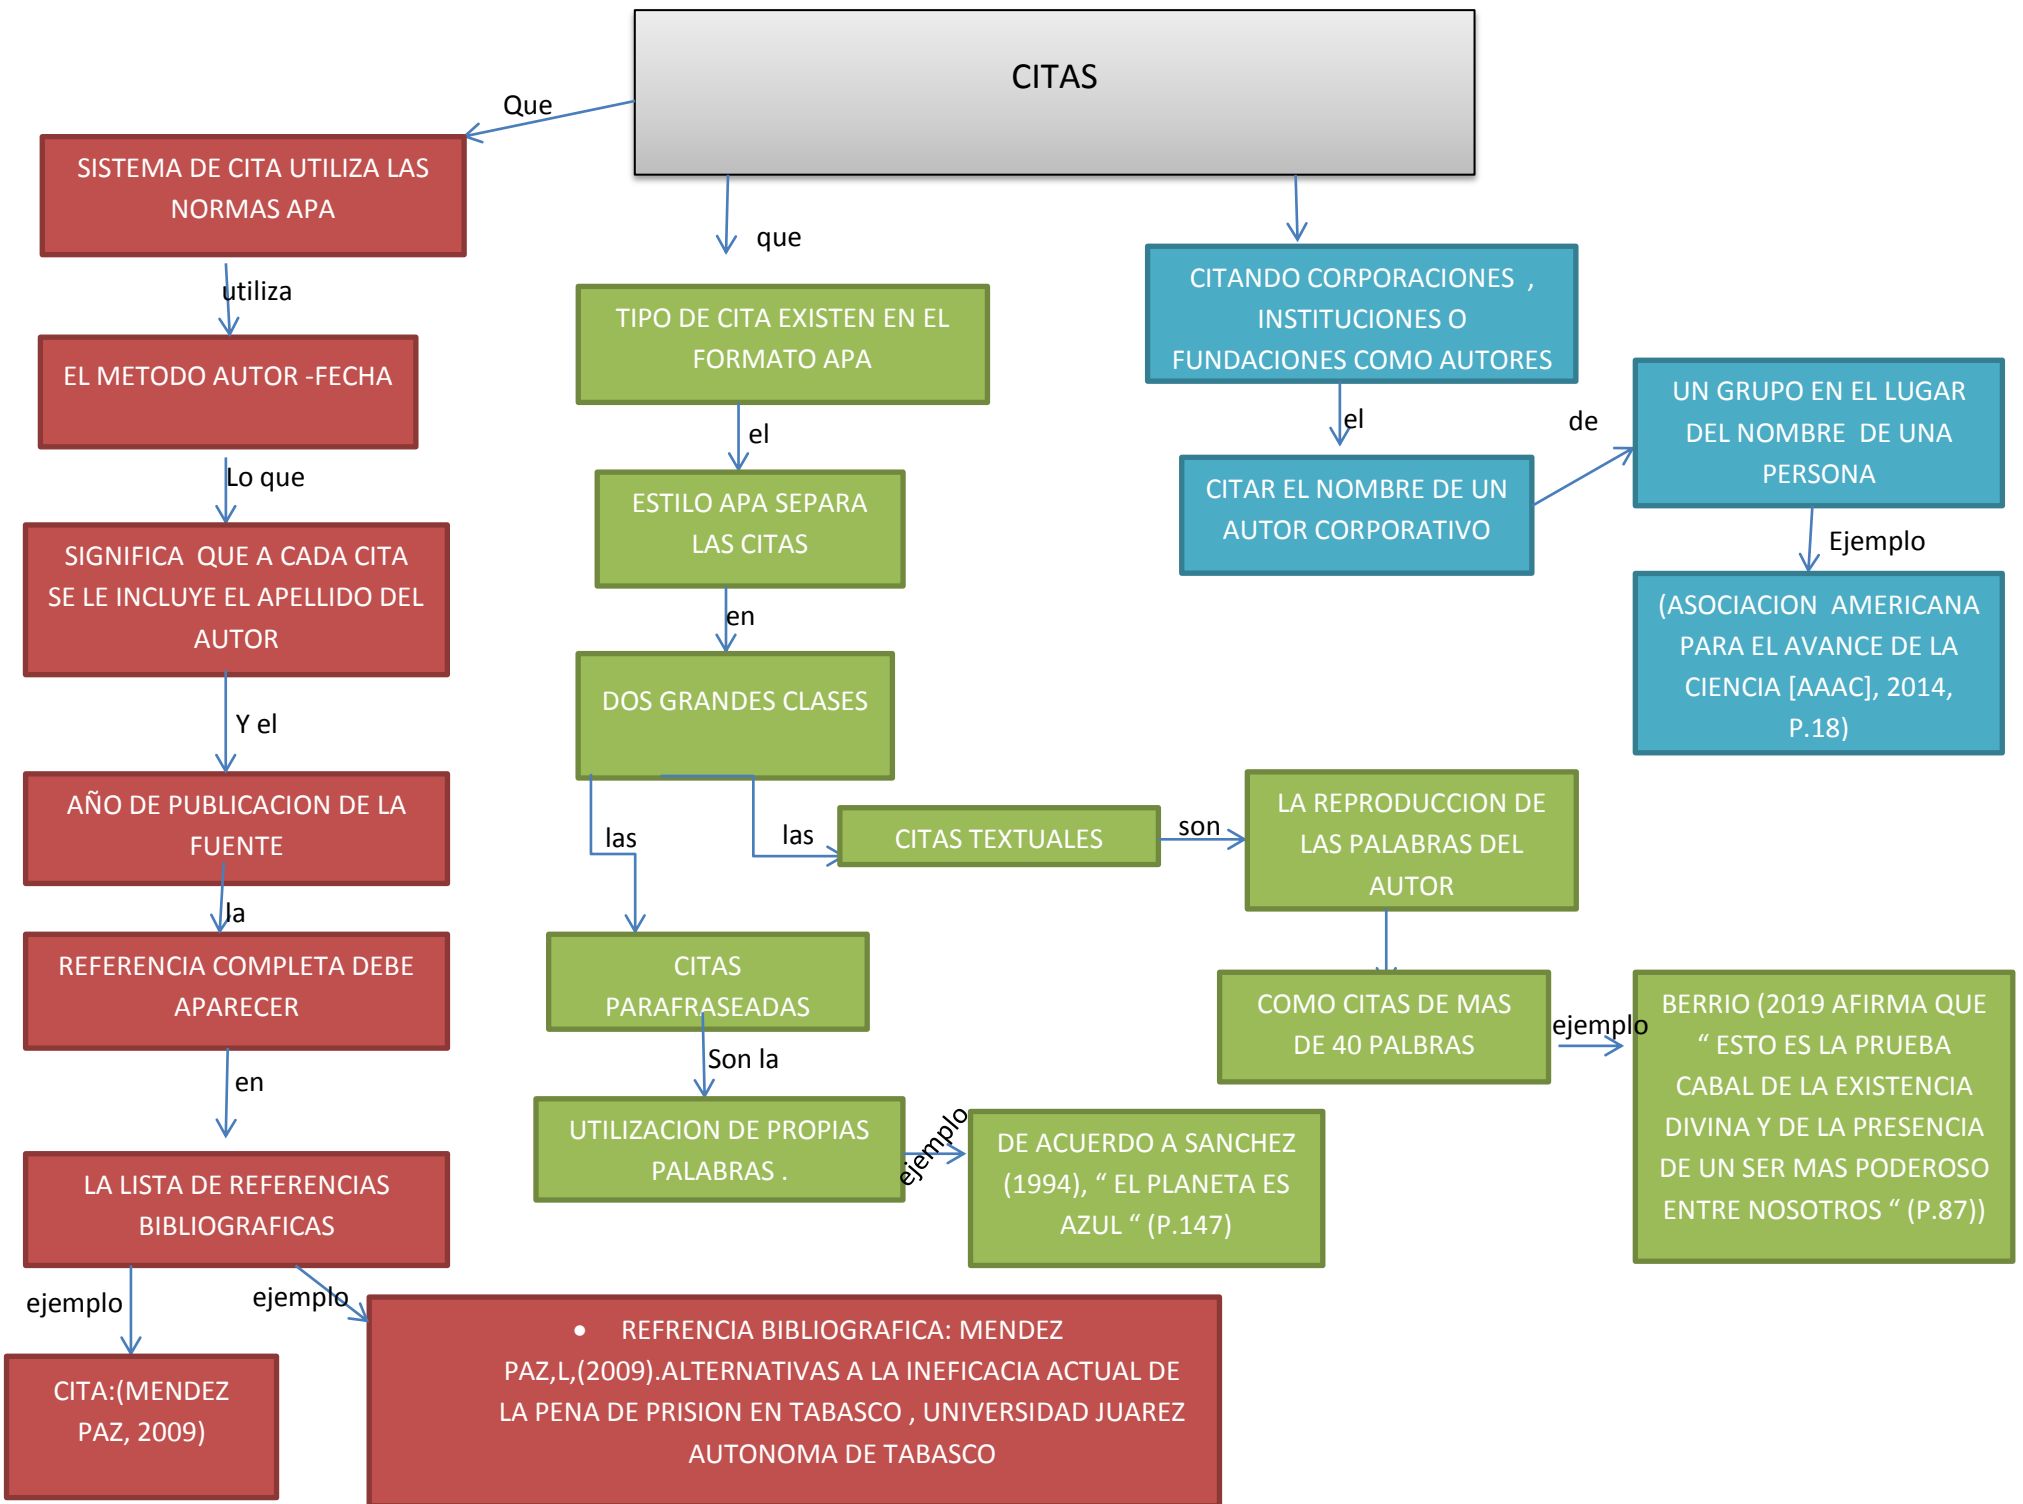 CITAS
Que
SISTEMA DE CITA UTILIZA LAS
NORMAS APA
utiliza
EL METODO AUTOR -FECHA
Lo que
SIGNIFICA QUE A CADA CITA
SE LE INCLUYE EL APELLIDO DEL
AUTOR
Y el
AÑO DE PUBLICACION DE LA
FUENTE
la
REFERENCIA COMPLETA DEBE
APARECER
en
LA LISTA DE REFERENCIAS
BIBLIOGRAFICAS
ejemplo
CITA:(MENDEZ
PAZ, 2009)
ejemplo
• REFRENCIA BIBLIOGRAFICA: MENDEZ
PAZ,L,(2009).ALTERNATIVAS A LA INEFICACIA ACTUAL DE
LA PENA DE PRISION EN TABASCO , UNIVERSIDAD JUAREZ
AUTONOMA DE TABASCO
que
TIPO DE CITA EXISTEN EN EL
FORMATO APA
el
ESTILO APA SEPARA
LAS CITAS
en
DOS GRANDES CLASES
las
CITAS
PARAFRASEADAS
Son la
UTILIZACION DE PROPIAS
PALABRAS .
ejemplo
DE ACUERDO A SANCHEZ
(1994), “ EL PLANETA ES
AZUL “ (P.147)
las
CITAS TEXTUALES
son
LA REPRODUCCION DE
LAS PALABRAS DEL
AUTOR
COMO CITAS DE MAS
DE 40 PALBRAS
ejemplo
BERRIO (2019 AFIRMA QUE
“ ESTO ES LA PRUEBA
CABAL DE LA EXISTENCIA
DIVINA Y DE LA PRESENCIA
DE UN SER MAS PODEROSO
ENTRE NOSOTROS “ (P.87))
CITANDO CORPORACIONES ,
INSTITUCIONES O
FUNDACIONES COMO AUTORES
el
CITAR EL NOMBRE DE UN
AUTOR CORPORATIVO
de
UN GRUPO EN EL LUGAR
DEL NOMBRE DE UNA
PERSONA
Ejemplo
(ASOCIACION AMERICANA
PARA EL AVANCE DE LA
CIENCIA [AAAC], 2014,
P.18)